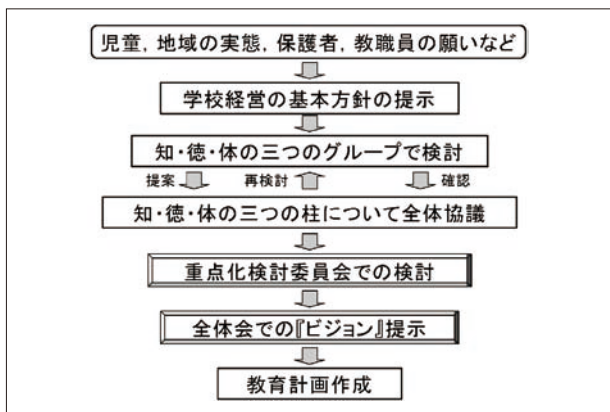 児童，地域の実態，保護者，教職員の願いなど
学校経営の基本方針の提示
知・徳・体の三つのグループで検討
提案 再検討 確認
知・徳・体の三つの柱について全体協議
重点化検討委員会での検討
全体会での『ビジョン』提示
教育計画作成